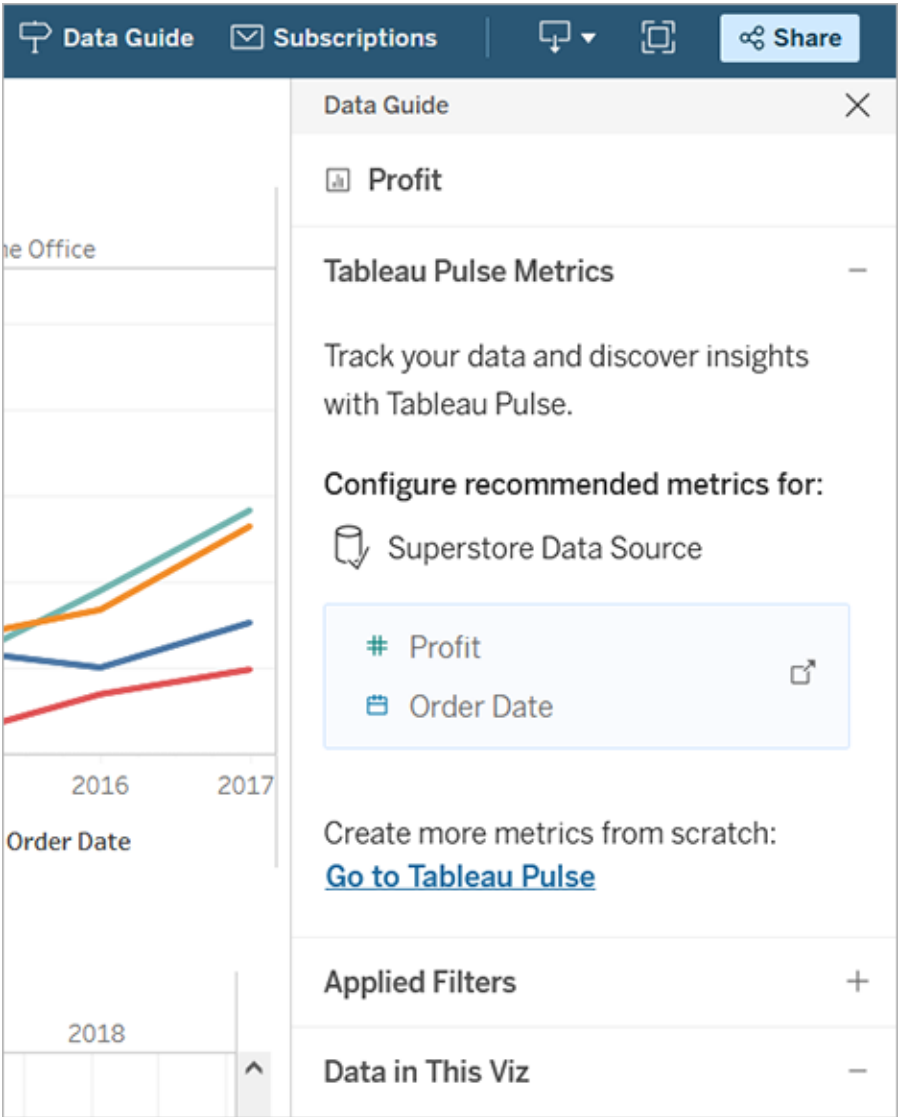 Data Guide
Subscriptions
Share
Data Guide
Profit
ne Office
Tableau Pulse Metrics
Track your data and discover insights
with Tableau Pulse.
Configure recommended metrics for:
Superstore Data Source
Profit
Order Date
2016 2017
Order Date
Create more metrics from scratch:
Go to Tableau Pulse
Applied Filters
2018
Data in This Viz